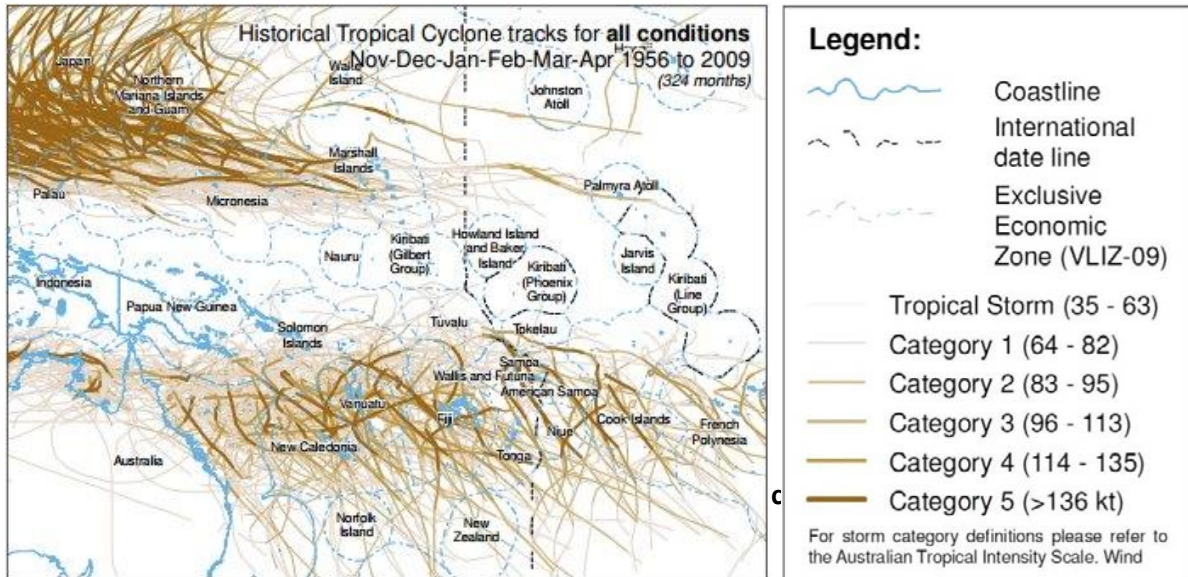 Historical Tropical Cyclone tracks for all conditions
Nov-Dec-Jan-Feb-Mar-Apr 1956 to 2009
(324 months)
Japan
Wake
Island
Northern
Mariana Islands
and Guam
Johnston
Atoll
Marshall
Islands
Palau
Micronesia
Palmyra Atoll
Nauru
Kiribati
(Gilbert
Group)
Howland Island
and Baker
Islands
Kiribati
(Phoenix
Group)
Jarvis
Island
Kiribati
(Line
Group)
Indonesia
Papua New Guinea
Solomon
Islands
Tuvalu
Tokelau
Samoa
Wallis and Futuna
American Samoa
Vanuatu
Fiji
Niue
Cook Islands
French
Polynesia
New Caledonia
Tonga
Australia
Norfolk
Island
New
Zealand
Legend:
Coastline
International
date line
Exclusive
Economic
Zone (VLIZ-09)
Tropical Storm (35 - 63)
Category 1 (64 - 82)
Category 2 (83 - 95)
Category 3 (96 - 113)
Category 4 (114 - 135)
Category 5 (>136 kt)
For storm category definitions please refer to
the Australian Tropical Intensity Scale. Wind